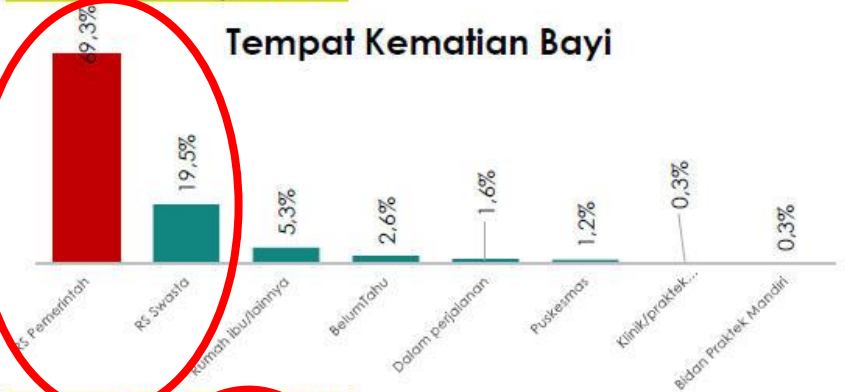 Tempat Kematian Bayi
69,3%
19,5%
5,3%
2,6%
1,6%
1,2%
0,3%
0,3%
RS Pemerintah
RS Swasta
Rumah Ibu/lainnya
BelumTahu
Dalam perjalanan
Puskesmas
Klinik/praktek...
Bidan Praktek Mandiri